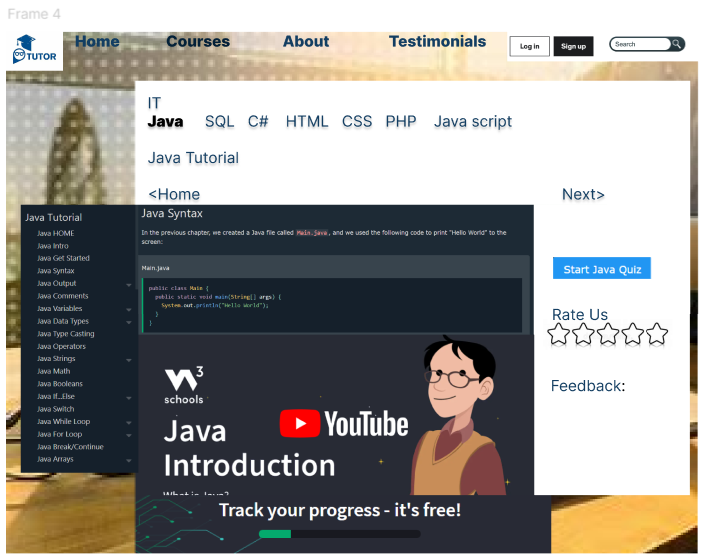 Frame 4
TUTOR
Home Courses About Testimonials Log in Sign up Search
IT
Java SQL C# HTML CSS PHP Java script
Java Tutorial
<Home Next>
Java Tutorial
Java HOME
Java Intro
Java Get Started
Java Syntax
Java Output
Java Comments
Java Variables
Java Data Types
Java Type Casting
Java Operators
Java Strings
Java Math
Java Booleans
Java If...Else
Java Switch
Java While Loop
Java For Loop
Java Break/Continue
Java Arrays
Java Syntax
In the previous chapter, we created a Java file called Main.java, and we used the following code to print "Hello World" to the
screen:
Main.java
public class Main {
public static void main(String[] args) {
System.out.println("Hello World");
}
}
Start Java Quiz
Rate Us
Feedback:
W3
schools
YouTube
Java
Introduction
What is Java?
Track your progress - it's free!